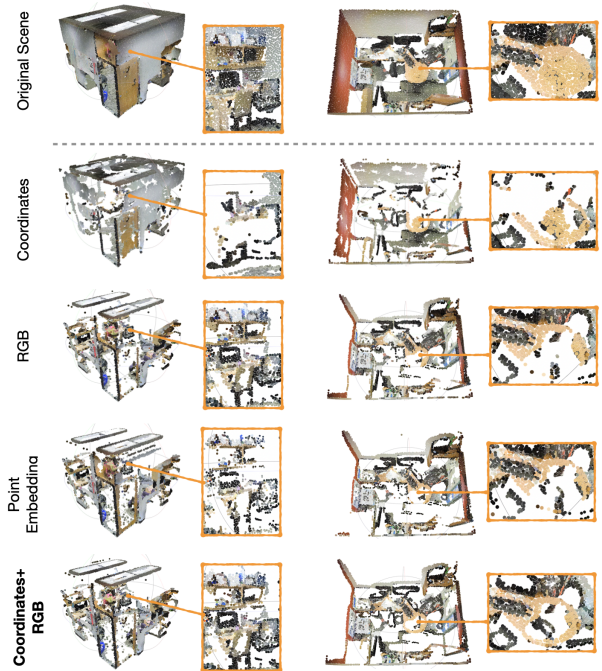 Original Scene
Coordinates
RGB
Point
Embedding
Coordinates+
RGB